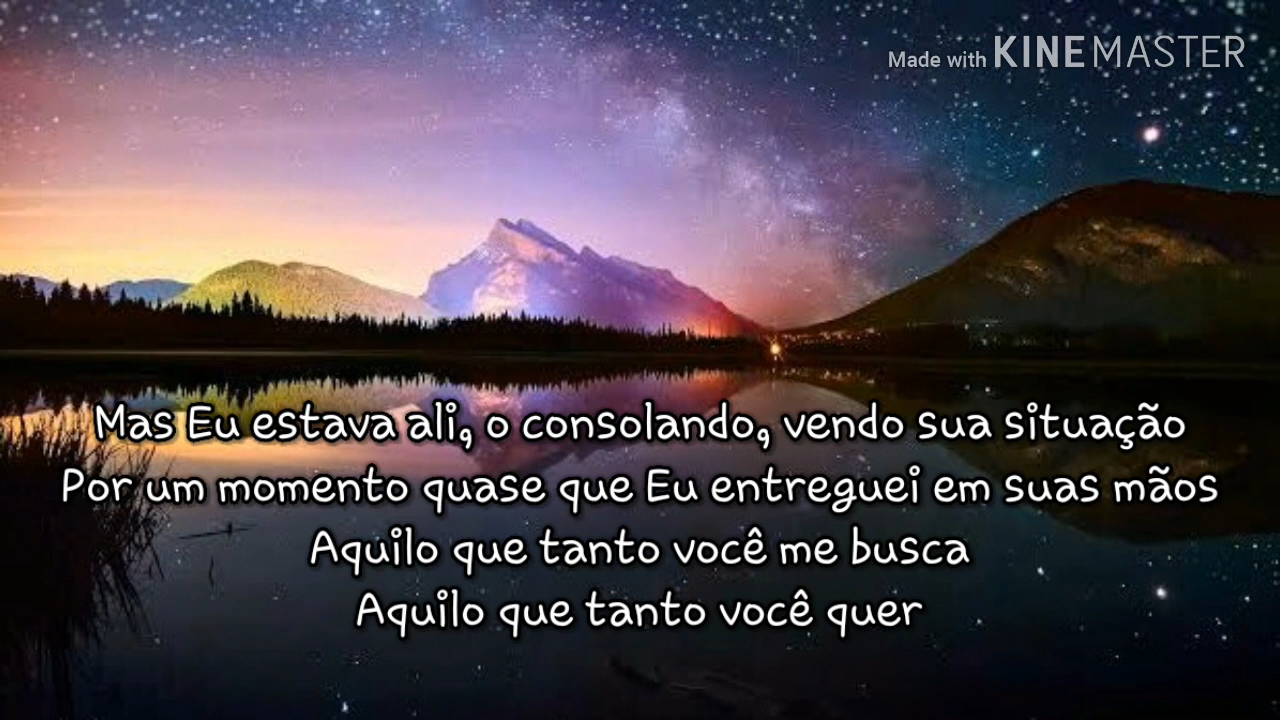 Made with KINEMASTER
Mas Eu estava ali, o consolando, vendo sua situação
Por um momento quase que Eu entreguei em suas mãos
Aquilo que tanto você me busca
Aquilo que tanto você quer